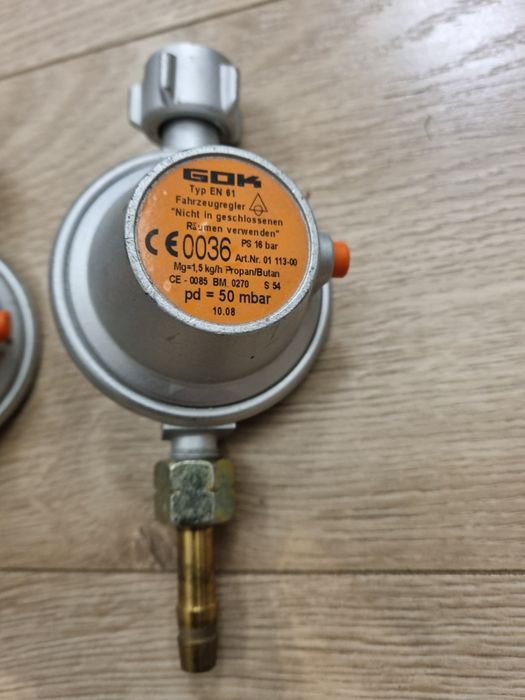 GOK
Typ EN 61
Fahrzeugregler
"Nicht in geschlossenen
Räumen verwenden"
CE 0036 PS 16 bar
Art.Nr. 01 113-00
Mg=1,5 kg/h Propan/Butan
CE - 0085 BM 0270 S 54
pd = 50 mbar
10.08